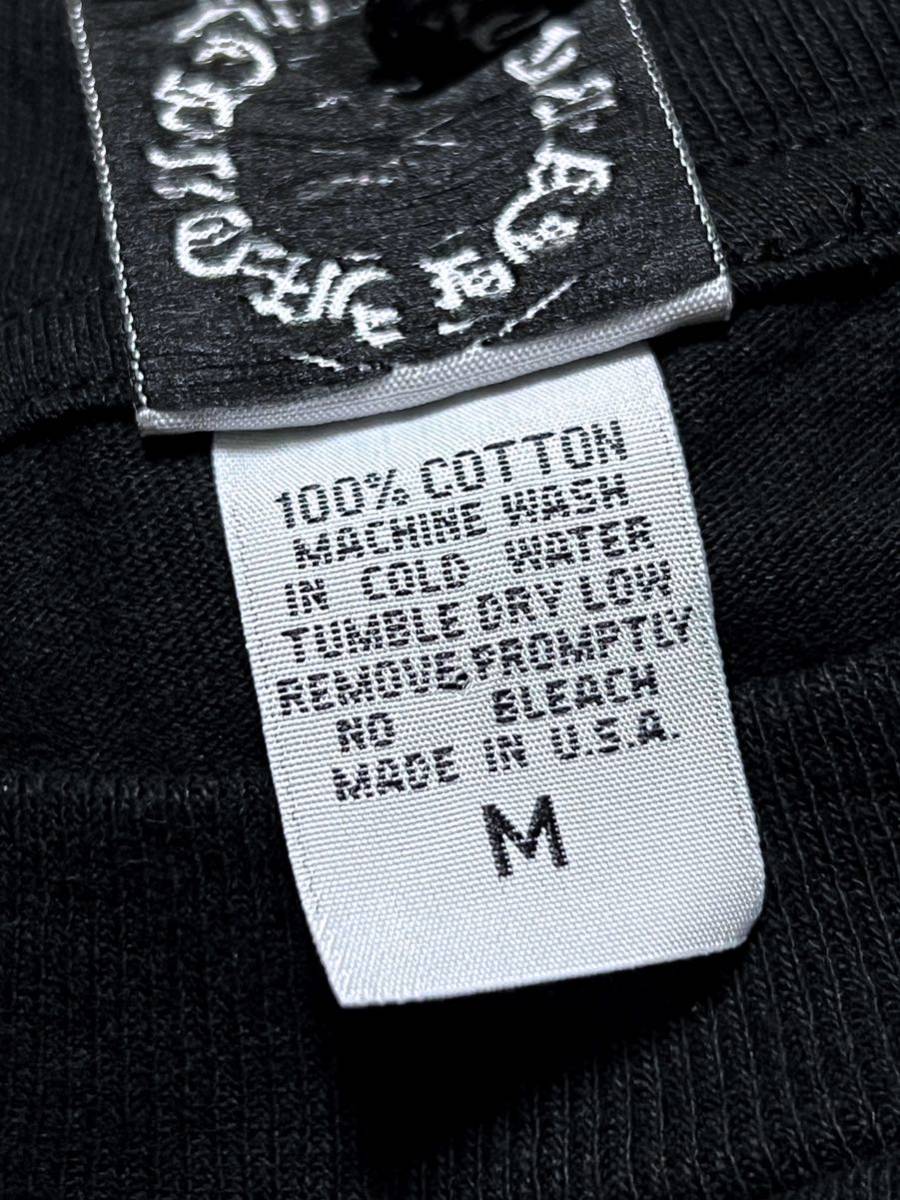 100% COTTON
MACHINE WASH
IN COLD WATER
TUMBLE DRY LOW
REMOVE PROMPTLY
NO BLEACH
MADE IN U.S.A.
M